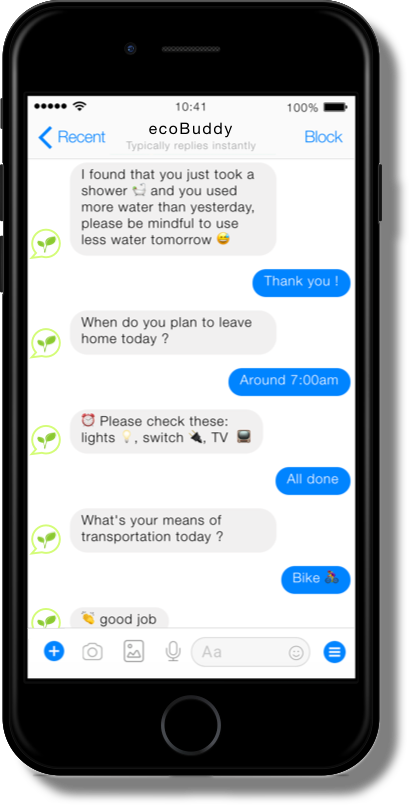 10:41
100%
Recent
ecoBuddy
Typically replies instantly
Block
I found that you just took a
shower 🛀 and you used
more water than yesterday,
please be mindful to use
less water tomorrow 😅
Thank you !
When do you plan to leave
home today ?
Around 7:00am
⏰ Please check these:
lights 💡, switch 🔌, TV 📺
All done
What's your means of
transportation today ?
Bike 🚴
👏 good job
Aa